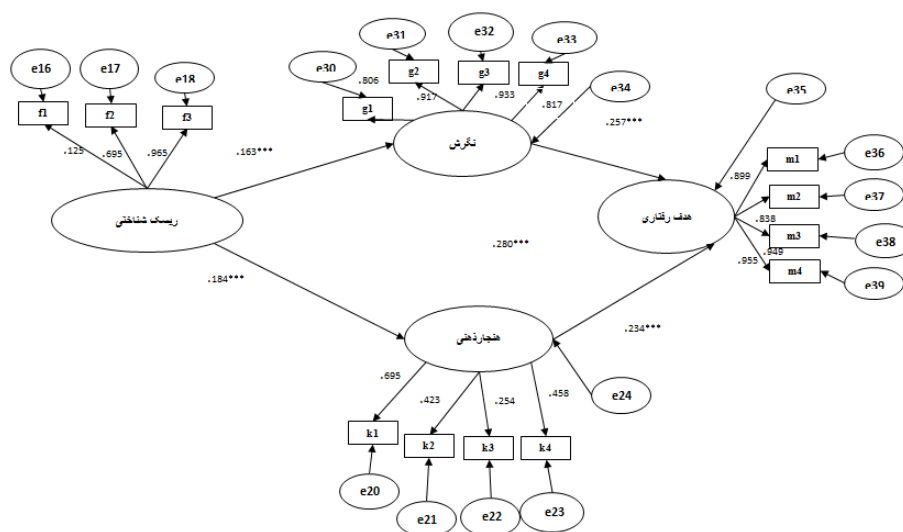 e16
e17
e18
f1
f2
f3
.125
.695
.965
e30
e31
e32
e33
.806
g1
g2
g3
g4
.917
.933
.817
e34
.257***
e35
نگرش
.163***
ریسک شناختی
هدف رفتاری
.899
.838
.949
.955
m1
m2
m3
m4
e36
e37
e38
e39
.280***
.184***
هنجارذهنی
.234***
e24
.695
.423
.254
.458
k1
k2
k3
k4
e20
e21
e22
e23